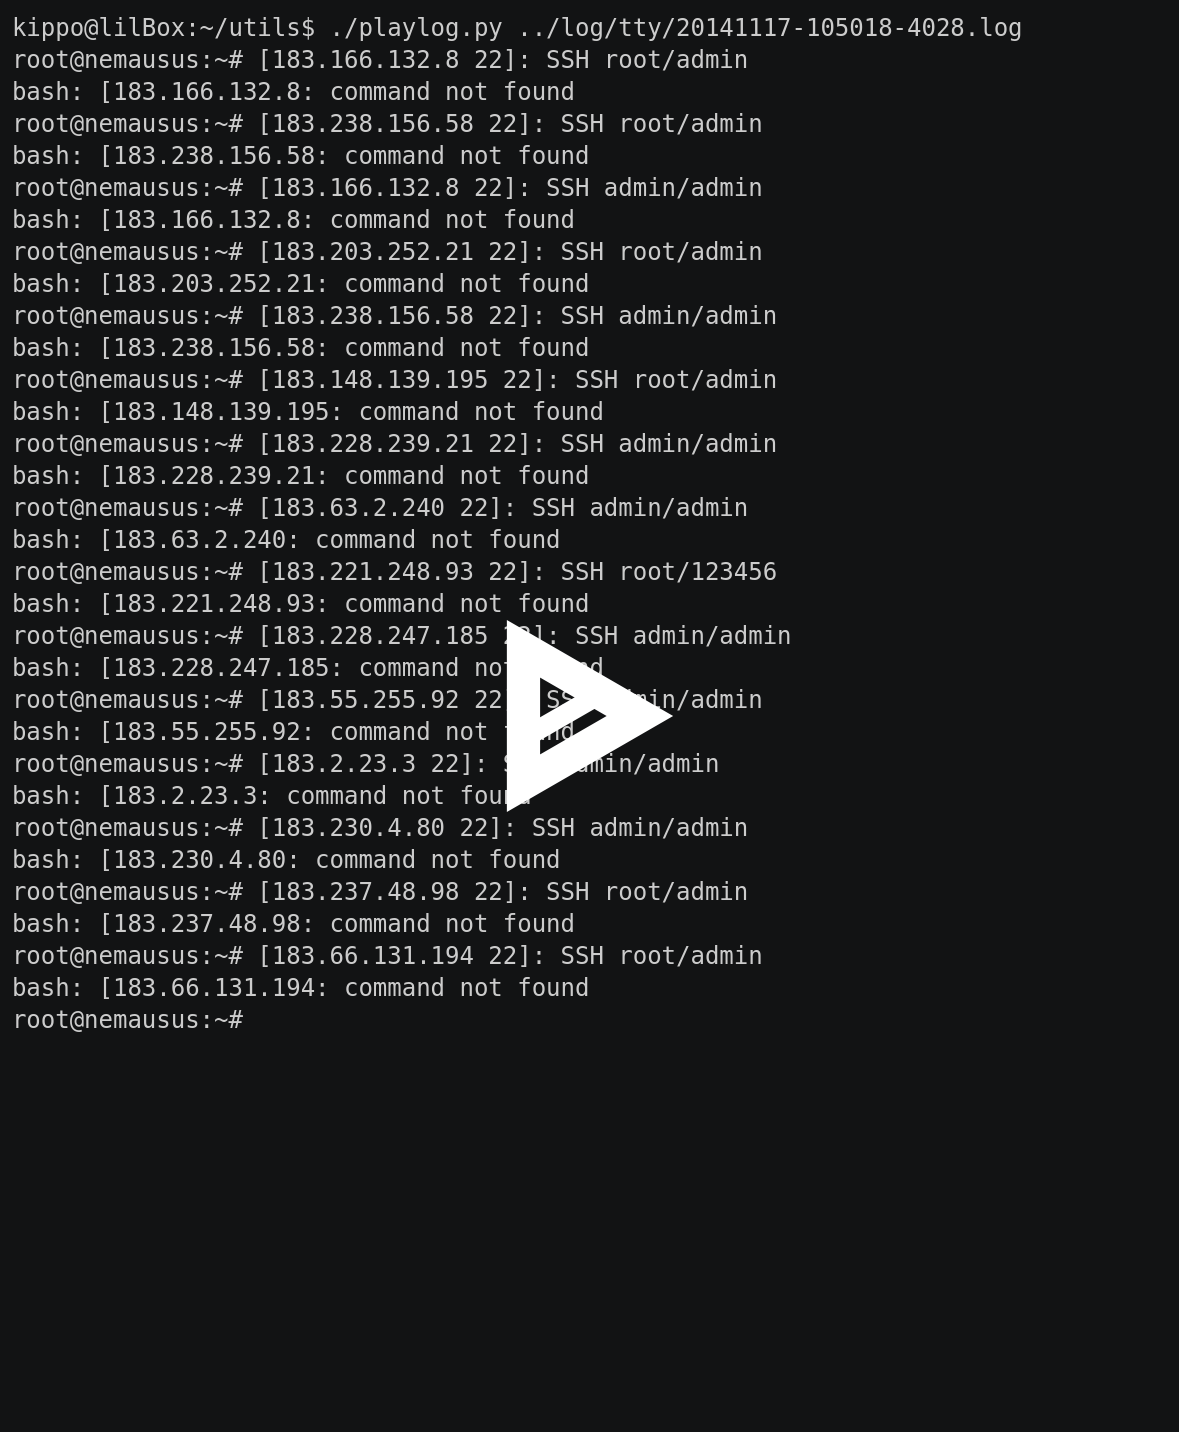 kippo@lilBox:~/utils$ ./playlog.py ../log/tty/20141117-105018-4028.log
root@nemausus:~# [183.166.132.8 22]: SSH root/admin
bash: [183.166.132.8: command not found
root@nemausus:~# [183.238.156.58 22]: SSH root/admin
bash: [183.238.156.58: command not found
root@nemausus:~# [183.166.132.8 22]: SSH admin/admin
bash: [183.166.132.8: command not found
root@nemausus:~# [183.203.252.21 22]: SSH root/admin
bash: [183.203.252.21: command not found
root@nemausus:~# [183.238.156.58 22]: SSH admin/admin
bash: [183.238.156.58: command not found
root@nemausus:~# [183.148.139.195 22]: SSH root/admin
bash: [183.148.139.195: command not found
root@nemausus:~# [183.228.239.21 22]: SSH admin/admin
bash: [183.228.239.21: command not found
root@nemausus:~# [183.63.2.240 22]: SSH admin/admin
bash: [183.63.2.240: command not found
root@nemausus:~# [183.221.248.93 22]: SSH root/123456
bash: [183.221.248.93: command not found
root@nemausus:~# [183.228.247.185 22]: SSH admin/admin
bash: [183.228.247.185: command not
root@nemausus:~# [183.55.255.92 22]: SSH admin/admin
bash: [183.55.255.92: command not
root@nemausus:~# [183.2.23.3 22]: admin/admin
bash: [183.2.23.3: command not found
root@nemausus:~# [183.230.4.80 22]: SSH admin/admin
bash: [183.230.4.80: command not found
root@nemausus:~# [183.237.48.98 22]: SSH root/admin
bash: [183.237.48.98: command not found
root@nemausus:~# [183.66.131.194 22]: SSH root/admin
bash: [183.66.131.194: command not found
root@nemausus:~#